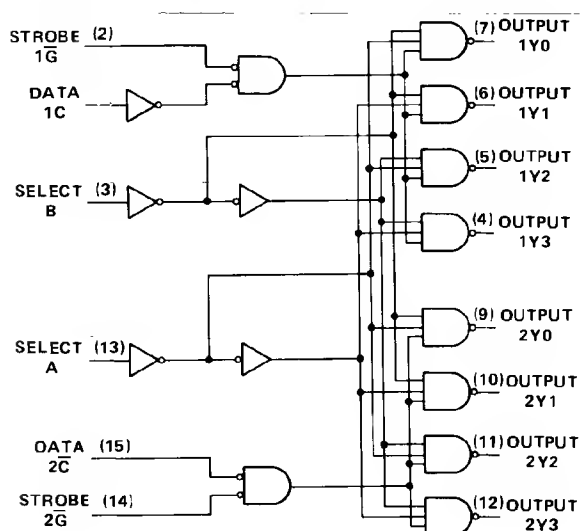 STROBE (2)
1G̅
DATA
1C
SELECT (3)
B
SELECT (13)
A
OATA (15)
2C̅
STROBE (14)
2G̅
(7) OUTPUT
1Y0
(6) OUTPUT
1Y1
(5) OUTPUT
1Y2
(4) OUTPUT
1Y3
(9) OUTPUT
2Y0
(10) OUTPUT
2Y1
(11) OUTPUT
2Y2
(12) OUTPUT
2Y3